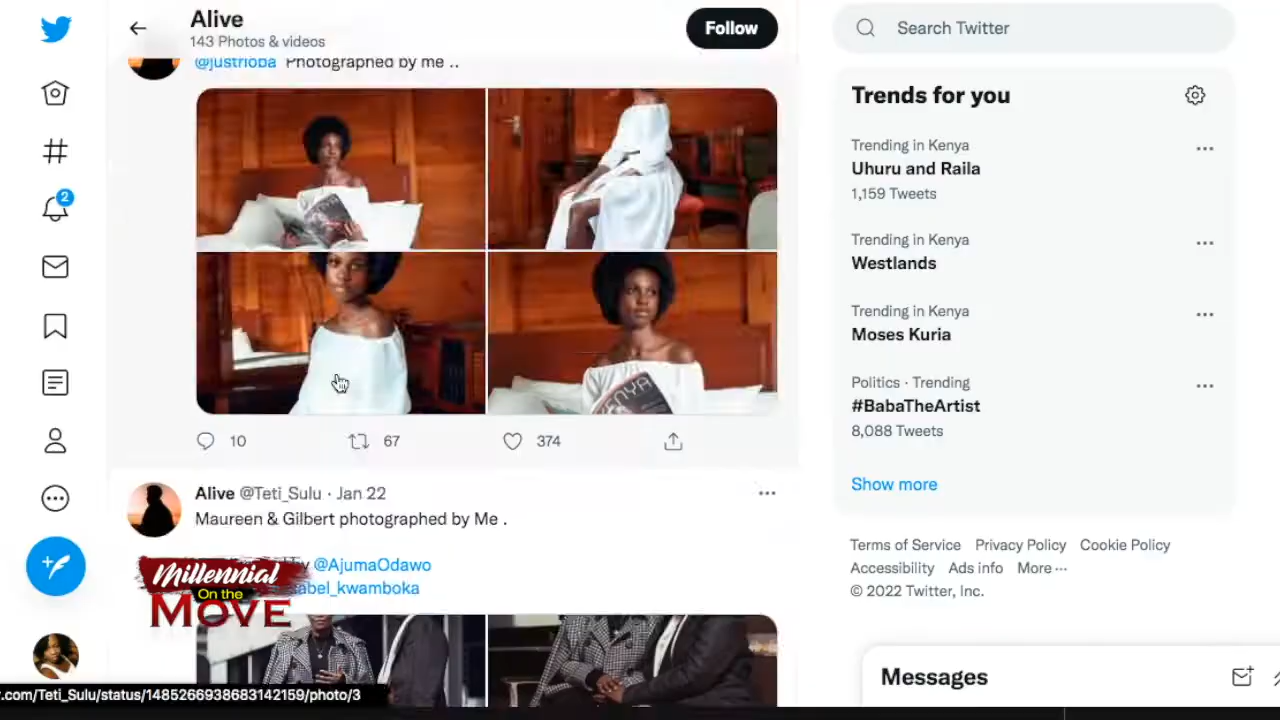 Alive
143 Photos & videos
Follow
@justrioba Photographed by me ..
KENYA
10
67
374
Alive @Teti_Sulu · Jan 22
Maureen & Gilbert photographed by Me .
@AjumaOdawo
abel_kwamboka
Millennial
On the
MOVE
.com/Teti_Sulu/status/1485266938683142159/photo/3
2
Search Twitter
Trends for you
Trending in Kenya
Uhuru and Raila
1,159 Tweets
Trending in Kenya
Westlands
Trending in Kenya
Moses Kuria
Politics · Trending
#BabaTheArtist
8,088 Tweets
Show more
Terms of Service Privacy Policy Cookie Policy
Accessibility Ads info More ···
© 2022 Twitter, Inc.
Messages